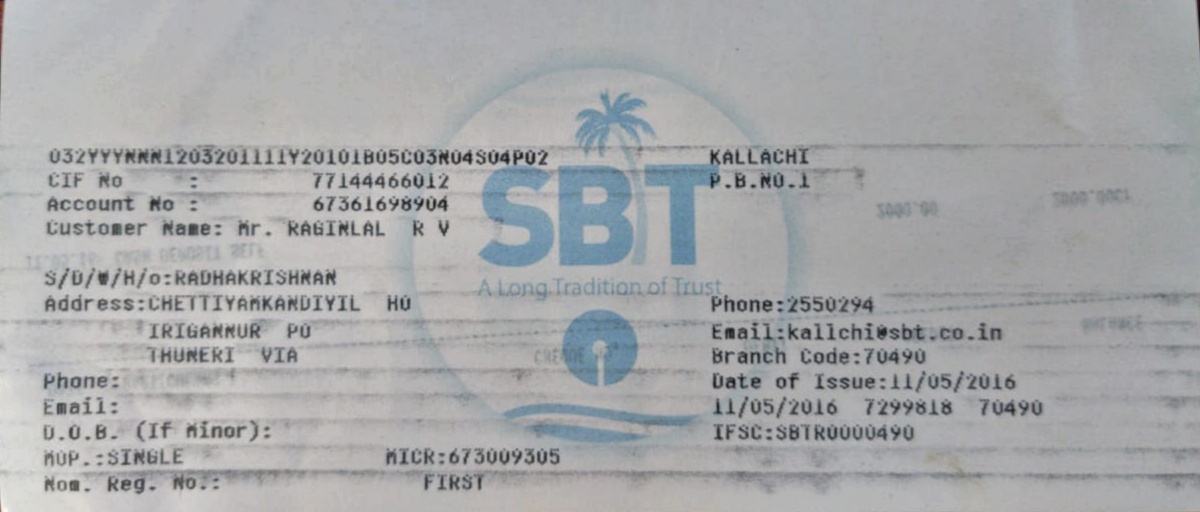 032YYYNNN1203201111Y20101B05C03N04S04P02
CIF No : 77144466012
Account No : 67361698904
Customer Name: Mr. RAGINLAL R V
S/D/W/H/o:RADHAKRISHNAN
Address:CHETTIYAMKANDIYIL HO
IRIGANNUR PO
THUNERI VIA
Phone:
Email:
D.O.B. (If Minor):
MOP.:SINGLE MICR:673009305
Nom. Reg. No.: FIRST
KALLACHI
P.B.NO.1
Phone:2550294
Email:kallchi@sbt.co.in
Branch Code:70490
Date of Issue:11/05/2016
11/05/2016 7299818 70490
IFSC:SBTR0000490
SBT
A Long Tradition of Trust